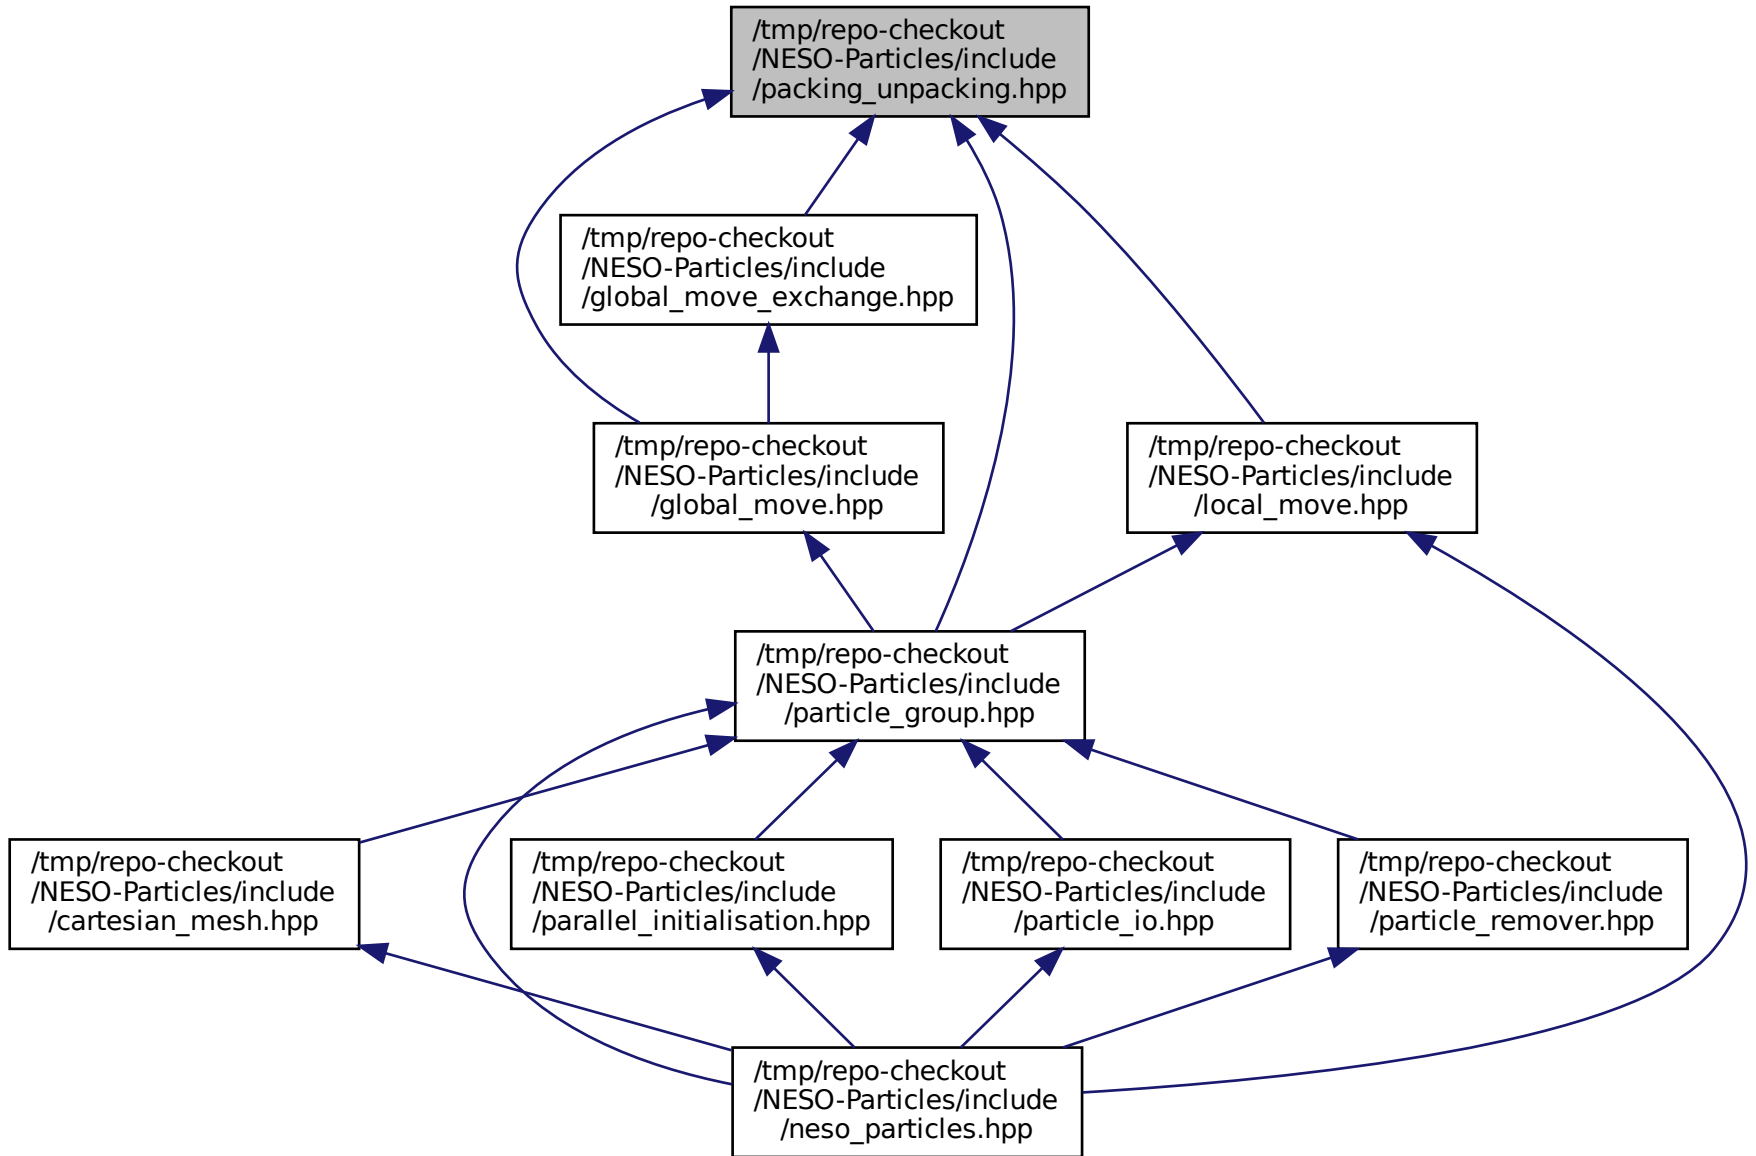 /tmp/repo-checkout
/NESO-Particles/include
/packing_unpacking.hpp
/tmp/repo-checkout
/NESO-Particles/include
/global_move_exchange.hpp
/tmp/repo-checkout
/NESO-Particles/include
/global_move.hpp
/tmp/repo-checkout
/NESO-Particles/include
/local_move.hpp
/tmp/repo-checkout
/NESO-Particles/include
/particle_group.hpp
/tmp/repo-checkout
/NESO-Particles/include
/cartesian_mesh.hpp
/tmp/repo-checkout
/NESO-Particles/include
/parallel_initialisation.hpp
/tmp/repo-checkout
/NESO-Particles/include
/particle_io.hpp
/tmp/repo-checkout
/NESO-Particles/include
/particle_remover.hpp
/tmp/repo-checkout
/NESO-Particles/include
/neso_particles.hpp